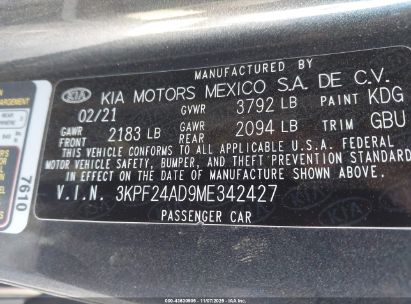 MANUFACTURED BY
KIA KIA MOTORS MEXICO S.A. DE C.V.
02/21 GVWR 3792 LB PAINT KDG
GAWR FRONT 2183 LB GAWR REAR 2094 LB TRIM GBU
THIS VEHICLE CONFORMS TO ALL APPLICABLE U.S.A. FEDERAL
MOTOR VEHICLE SAFETY, BUMPER, AND THEFT PREVENTION STANDARD
IN EFFECT ON THE DATE OF MANUFACTURE SHOWN ABOVE.
V.I.N. 3KPF24AD9ME342427
PASSENGER CAR
7610